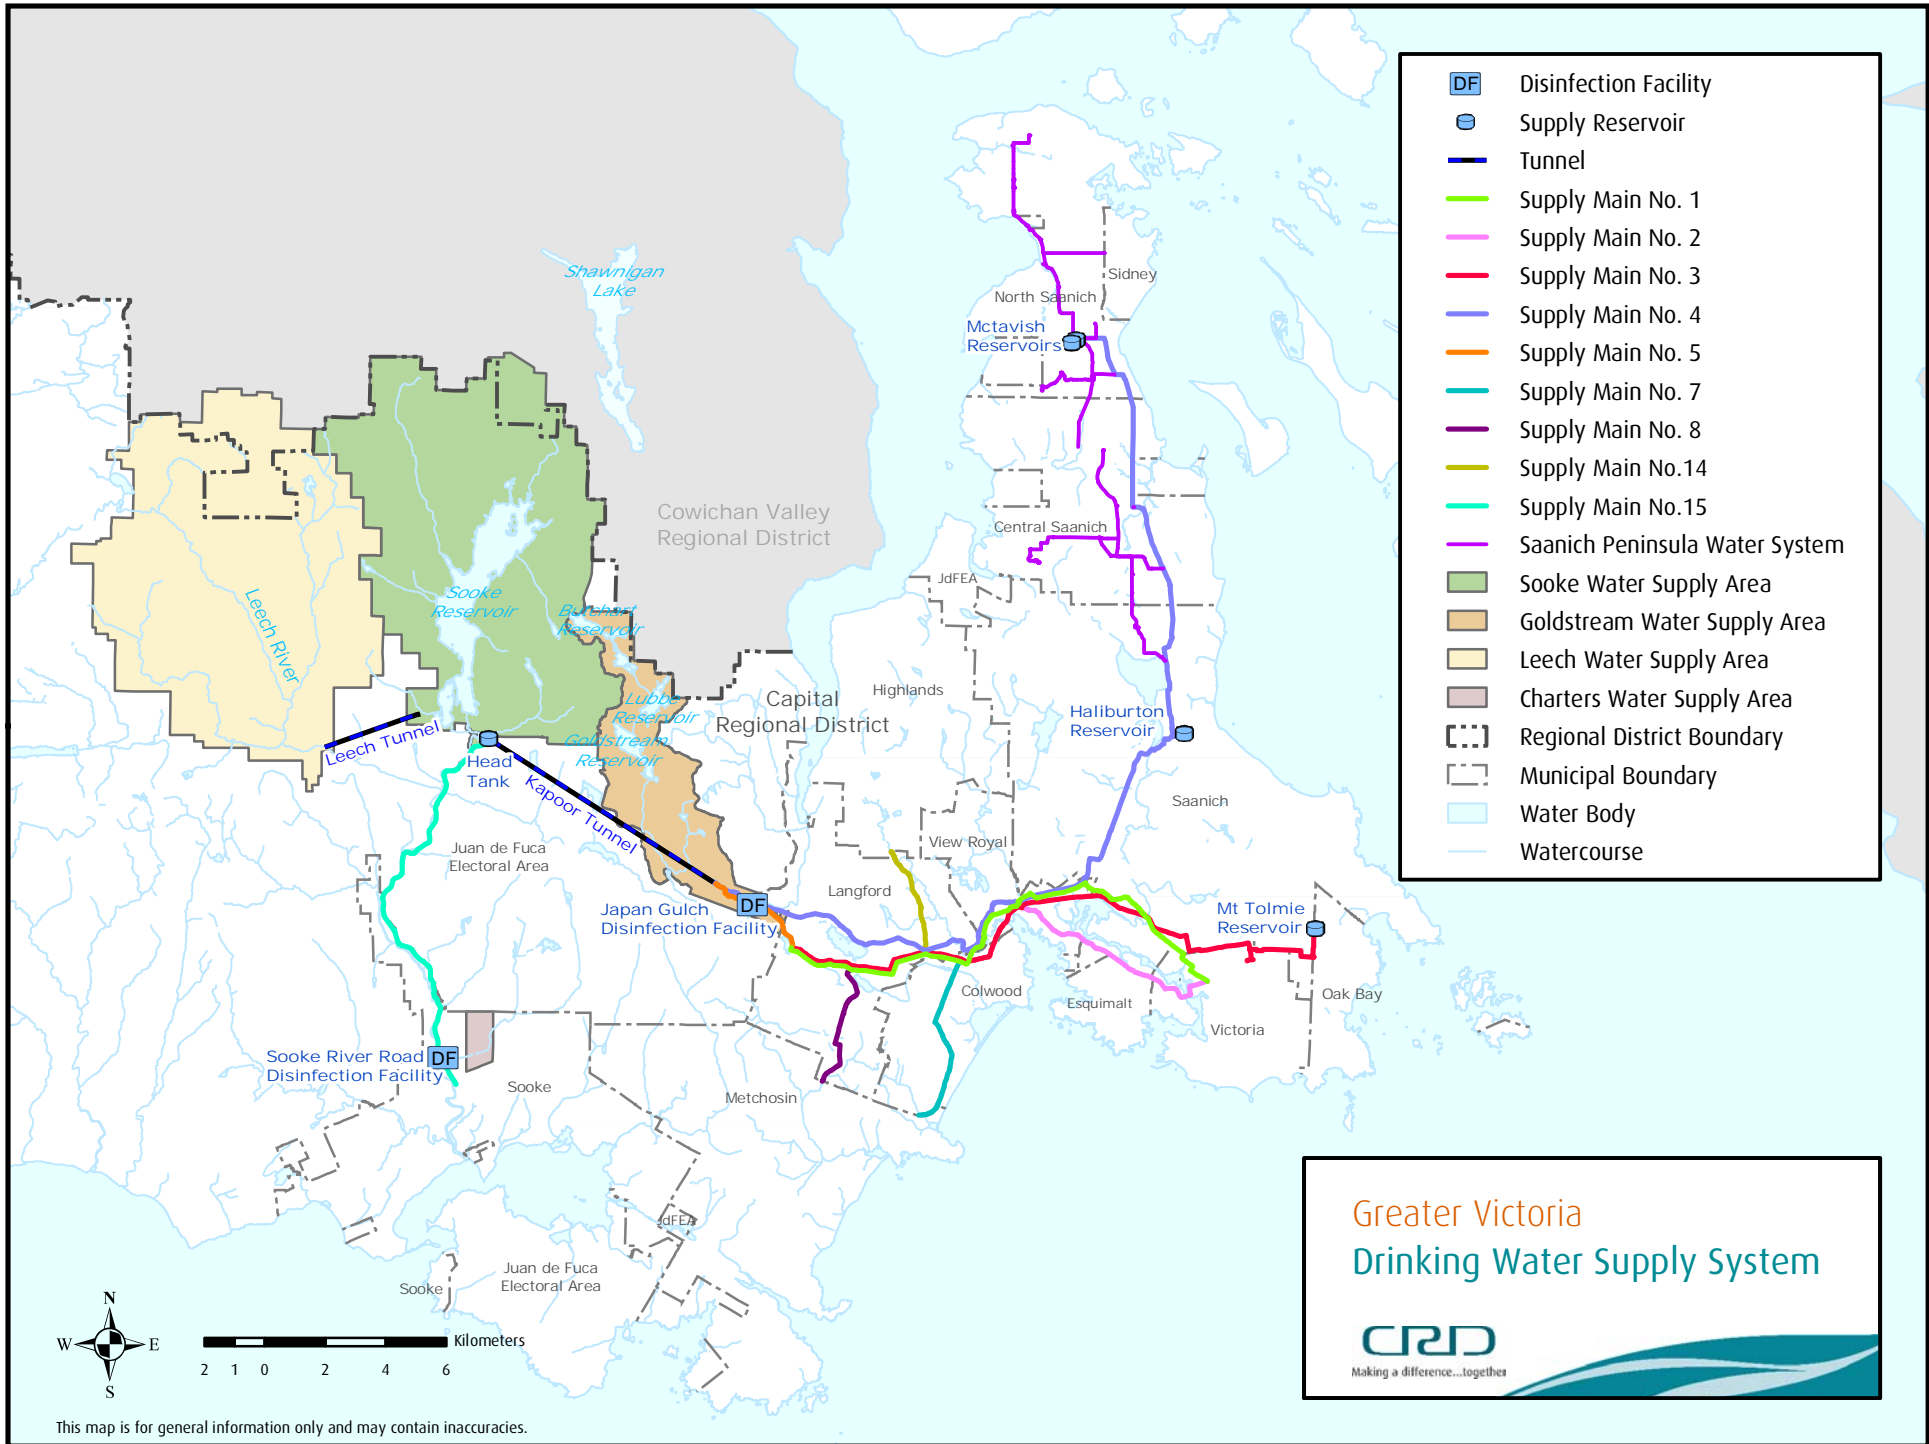 Shawnigan
Lake
Cowichan Valley
Regional District
Sooke
Reservoir
Leech River
Butchart
Reservoir
Lubbe
Reservoir
Goldstream
Reservoir
Capital
Regional District
Leech Tunnel
Head
Tank
Kapoor Tunnel
Juan de Fuca
Electoral Area
Japan Gulch
Disinfection Facility
DF
Sooke River Road
Disinfection Facility
DF
Sooke
Metchosin
JdFEA
Juan de Fuca
Electoral Area
Sooke
Sidney
North Saanich
Mctavish
Reservoirs
Central Saanich
JdFEA
Highlands
Haliburton
Reservoir
Saanich
View Royal
Langford
Mt Tolmie
Reservoir
Colwood
Esquimalt
Victoria
Oak Bay
DF
Disinfection Facility
Supply Reservoir
Tunnel
Supply Main No. 1
Supply Main No. 2
Supply Main No. 3
Supply Main No. 4
Supply Main No. 5
Supply Main No. 7
Supply Main No. 8
Supply Main No.14
Supply Main No.15
Saanich Peninsula Water System
Sooke Water Supply Area
Goldstream Water Supply Area
Leech Water Supply Area
Charters Water Supply Area
Regional District Boundary
Municipal Boundary
Water Body
Watercourse
Greater Victoria
Drinking Water Supply System
CRD
Making a difference...together
N
W E
S
Kilometers
2 1 0 2 4 6
This map is for general information only and may contain inaccuracies.